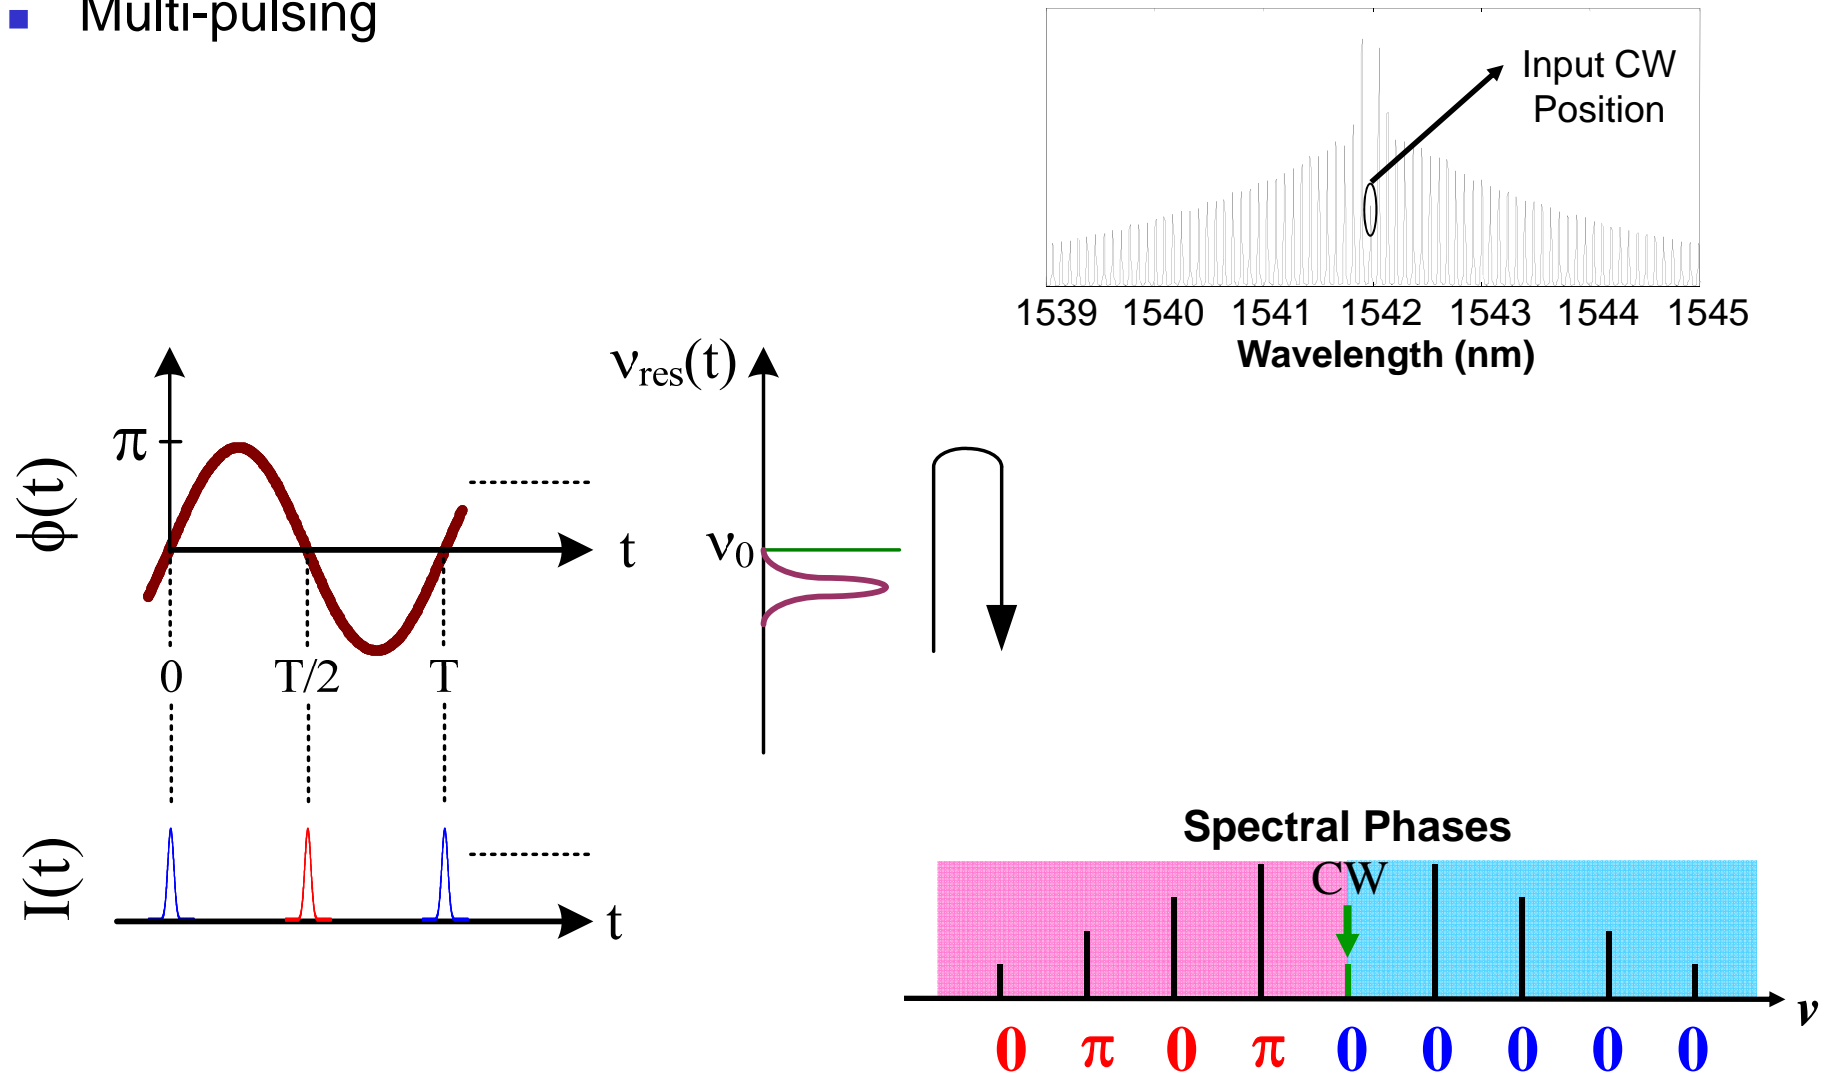 Multi-pulsing
Input CW
Position
1539 1540 1541 1542 1543 1544 1545
Wavelength (nm)
νres(t)
π
ϕ(t)
t
ν0
0 T/2 T
I(t)
t
Spectral Phases
CW
ν
0 π 0 π 0 0 0 0 0